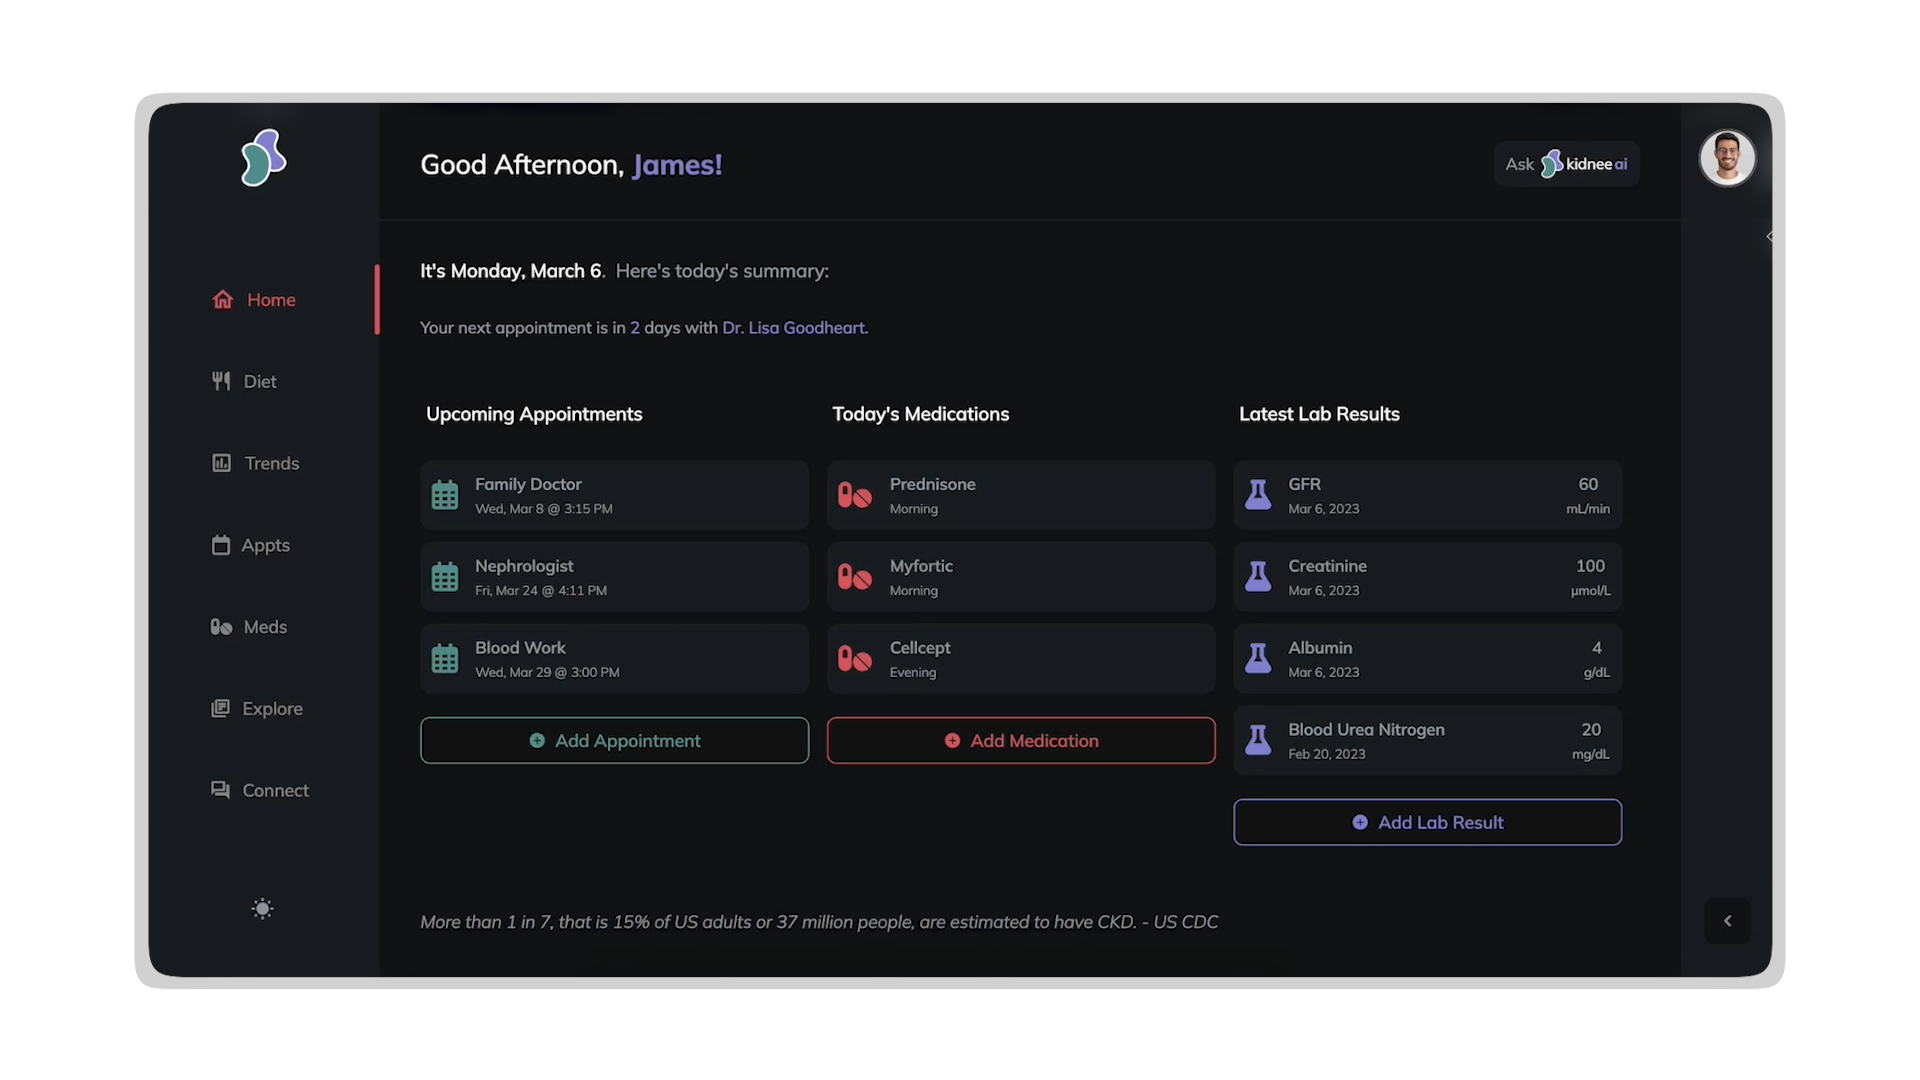 Good Afternoon, James!
Ask kidnee ai
Home
Diet
Trends
Appts
Meds
Explore
Connect
It's Monday, March 6. Here's today's summary:
Your next appointment is in 2 days with Dr. Lisa Goodheart.
Upcoming Appointments
Family Doctor
Wed, Mar 8 @ 3:15 PM
Nephrologist
Fri, Mar 24 @ 4:11 PM
Blood Work
Wed, Mar 29 @ 3:00 PM
Add Appointment
Today's Medications
Prednisone
Morning
Myfortic
Morning
Cellcept
Evening
Add Medication
Latest Lab Results
GFR 60
Mar 6, 2023 mL/min
Creatinine 100
Mar 6, 2023 µmol/L
Albumin 4
Mar 6, 2023 g/dL
Blood Urea Nitrogen 20
Feb 20, 2023 mg/dL
Add Lab Result
More than 1 in 7, that is 15% of US adults or 37 million people, are estimated to have CKD. - US CDC